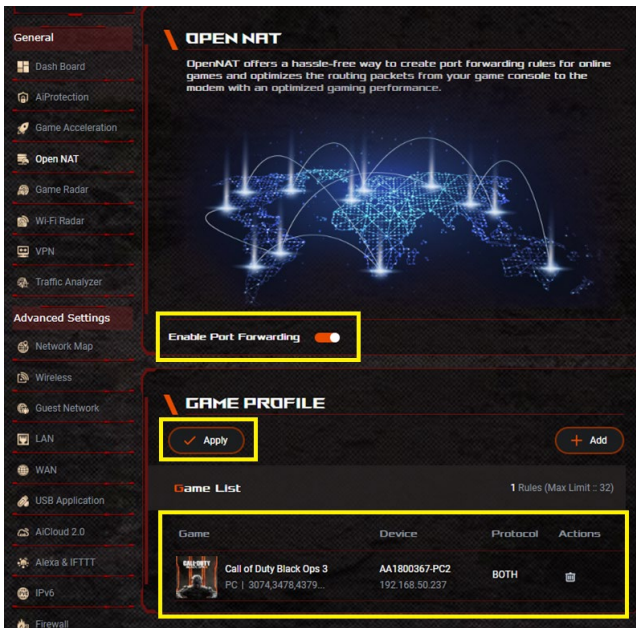 General
Dash Board
AiProtection
Game Acceleration
Open NAT
Game Radar
Wi-Fi Radar
VPN
Traffic Analyzer
Advanced Settings
Network Map
Wireless
Guest Network
LAN
WAN
USB Application
AiCloud 2.0
Alexa & IFTTT
IPv6
Firewall
OPEN NAT
OpenNAT offers a hassle-free way to create port forwarding rules for online
games and optimizes the routing packets from your game console to the
modem with an optimized gaming performance.
Enable Port Forwarding
GAME PROFILE
Apply
Add
Game List
1 Rules (Max Limit : 32)
Game Device Protocol Actions
CALL·DUTY
Call of Duty Black Ops 3 AA1800367-PC2 BOTH
PC | 3074,3478,4379... 192.168.50.237